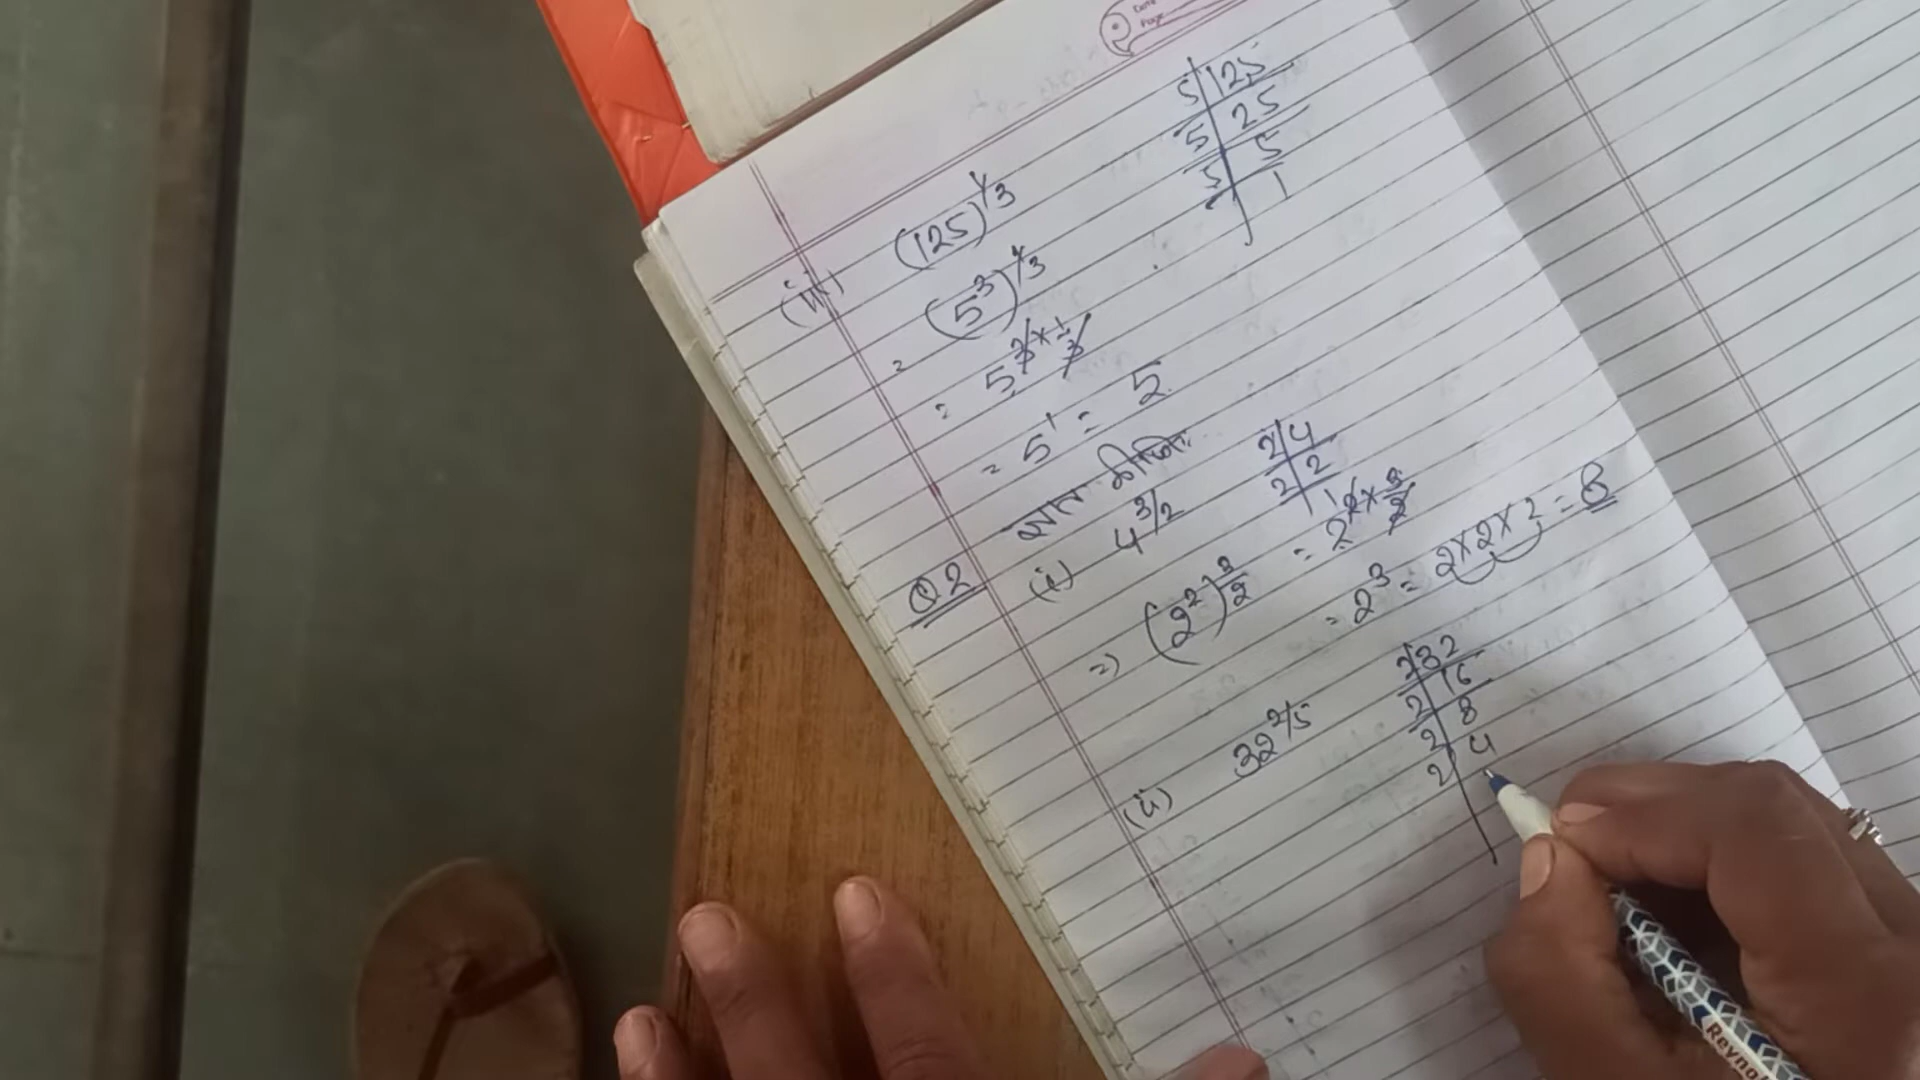 Date
Page
(iii) (125)^1/3
5 | 125
5 | 25
5 | 5
1
= (5^3)^1/3
= 5^3×1/3
= 5^1 = 5
Q2
(i) 4^3/2
2 | 4
2 | 2
1
=) (2^2)^3/2 = 2^2×3/2
= 2^3 = 2×2×2 = 8
(ii) 32^2/5
2 | 32
2 | 16
2 | 8
2 | 4